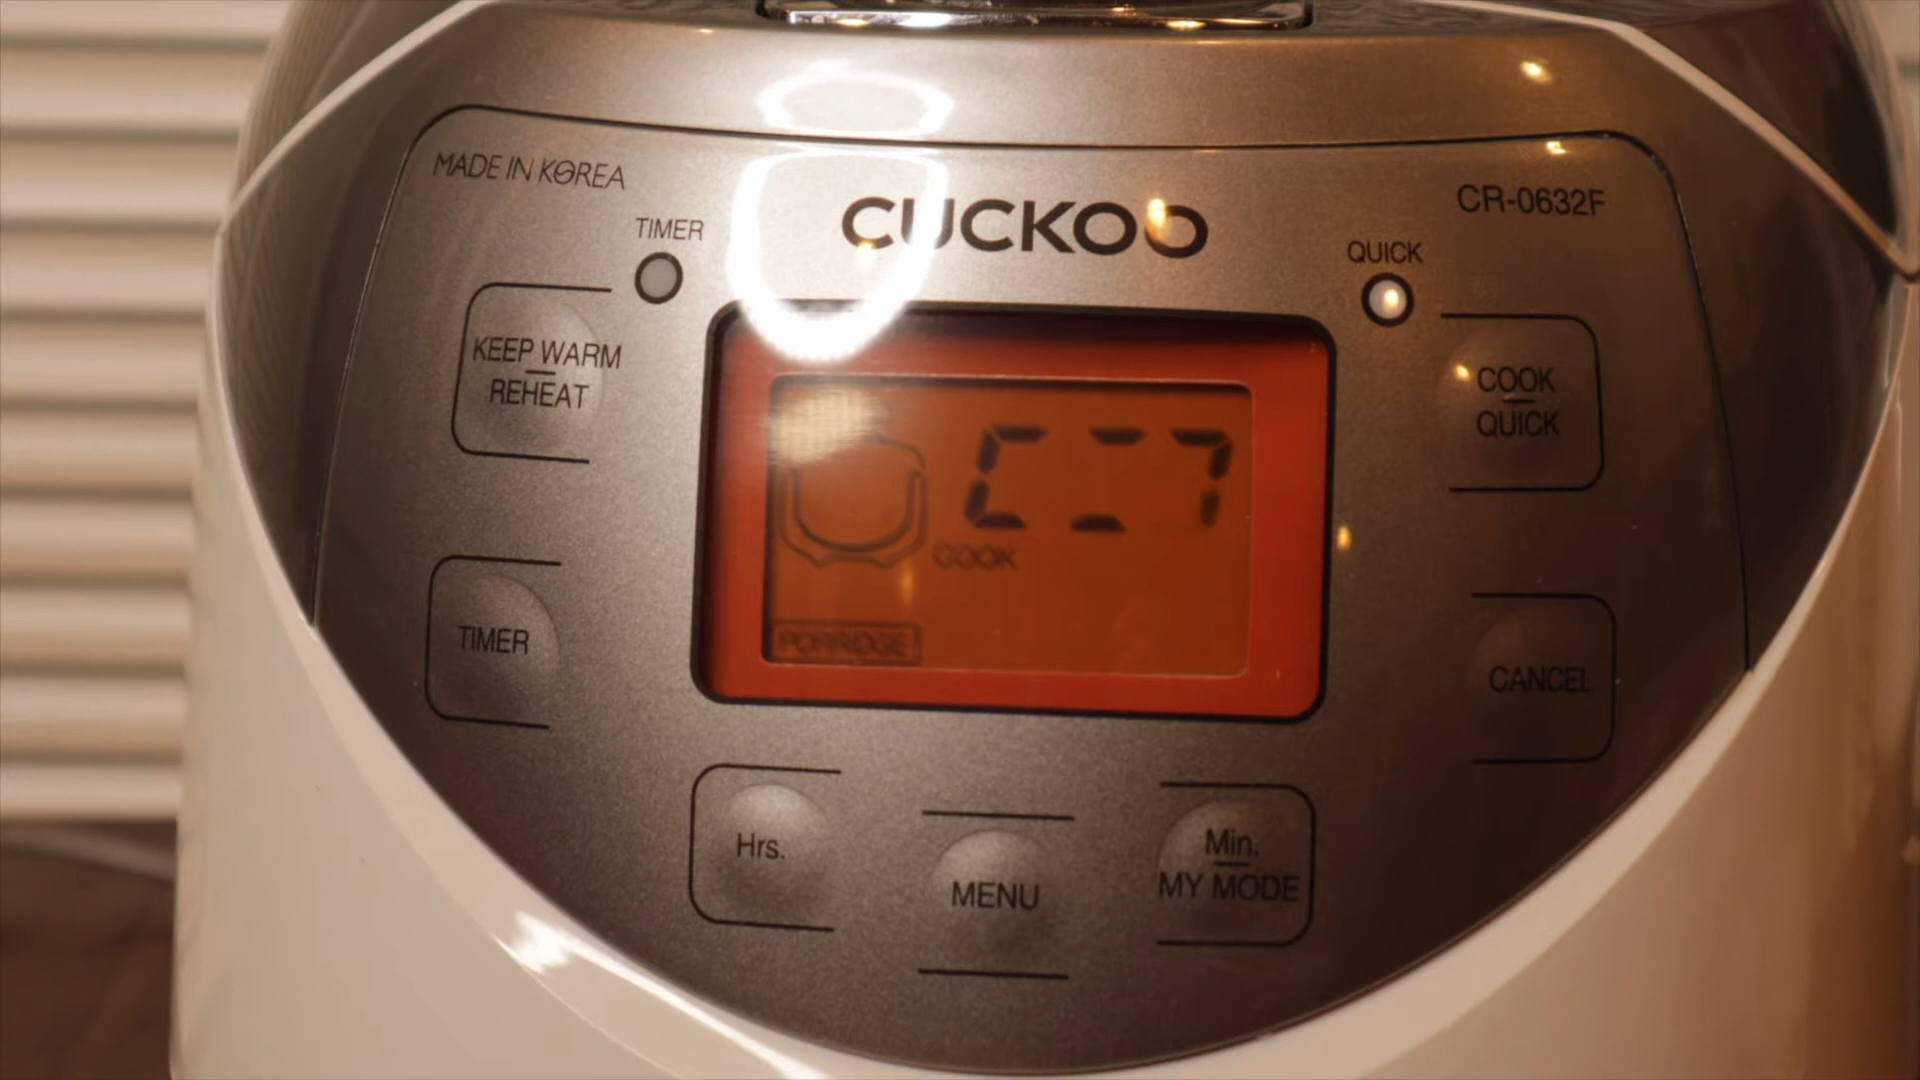 MADE IN KOREA
CUCKOO
CR-0632F
TIMER
QUICK
KEEP WARM
REHEAT
COOK
QUICK
COOK
PORRIDGE
TIMER
CANCEL
Hrs.
MENU
Min.
MY MODE